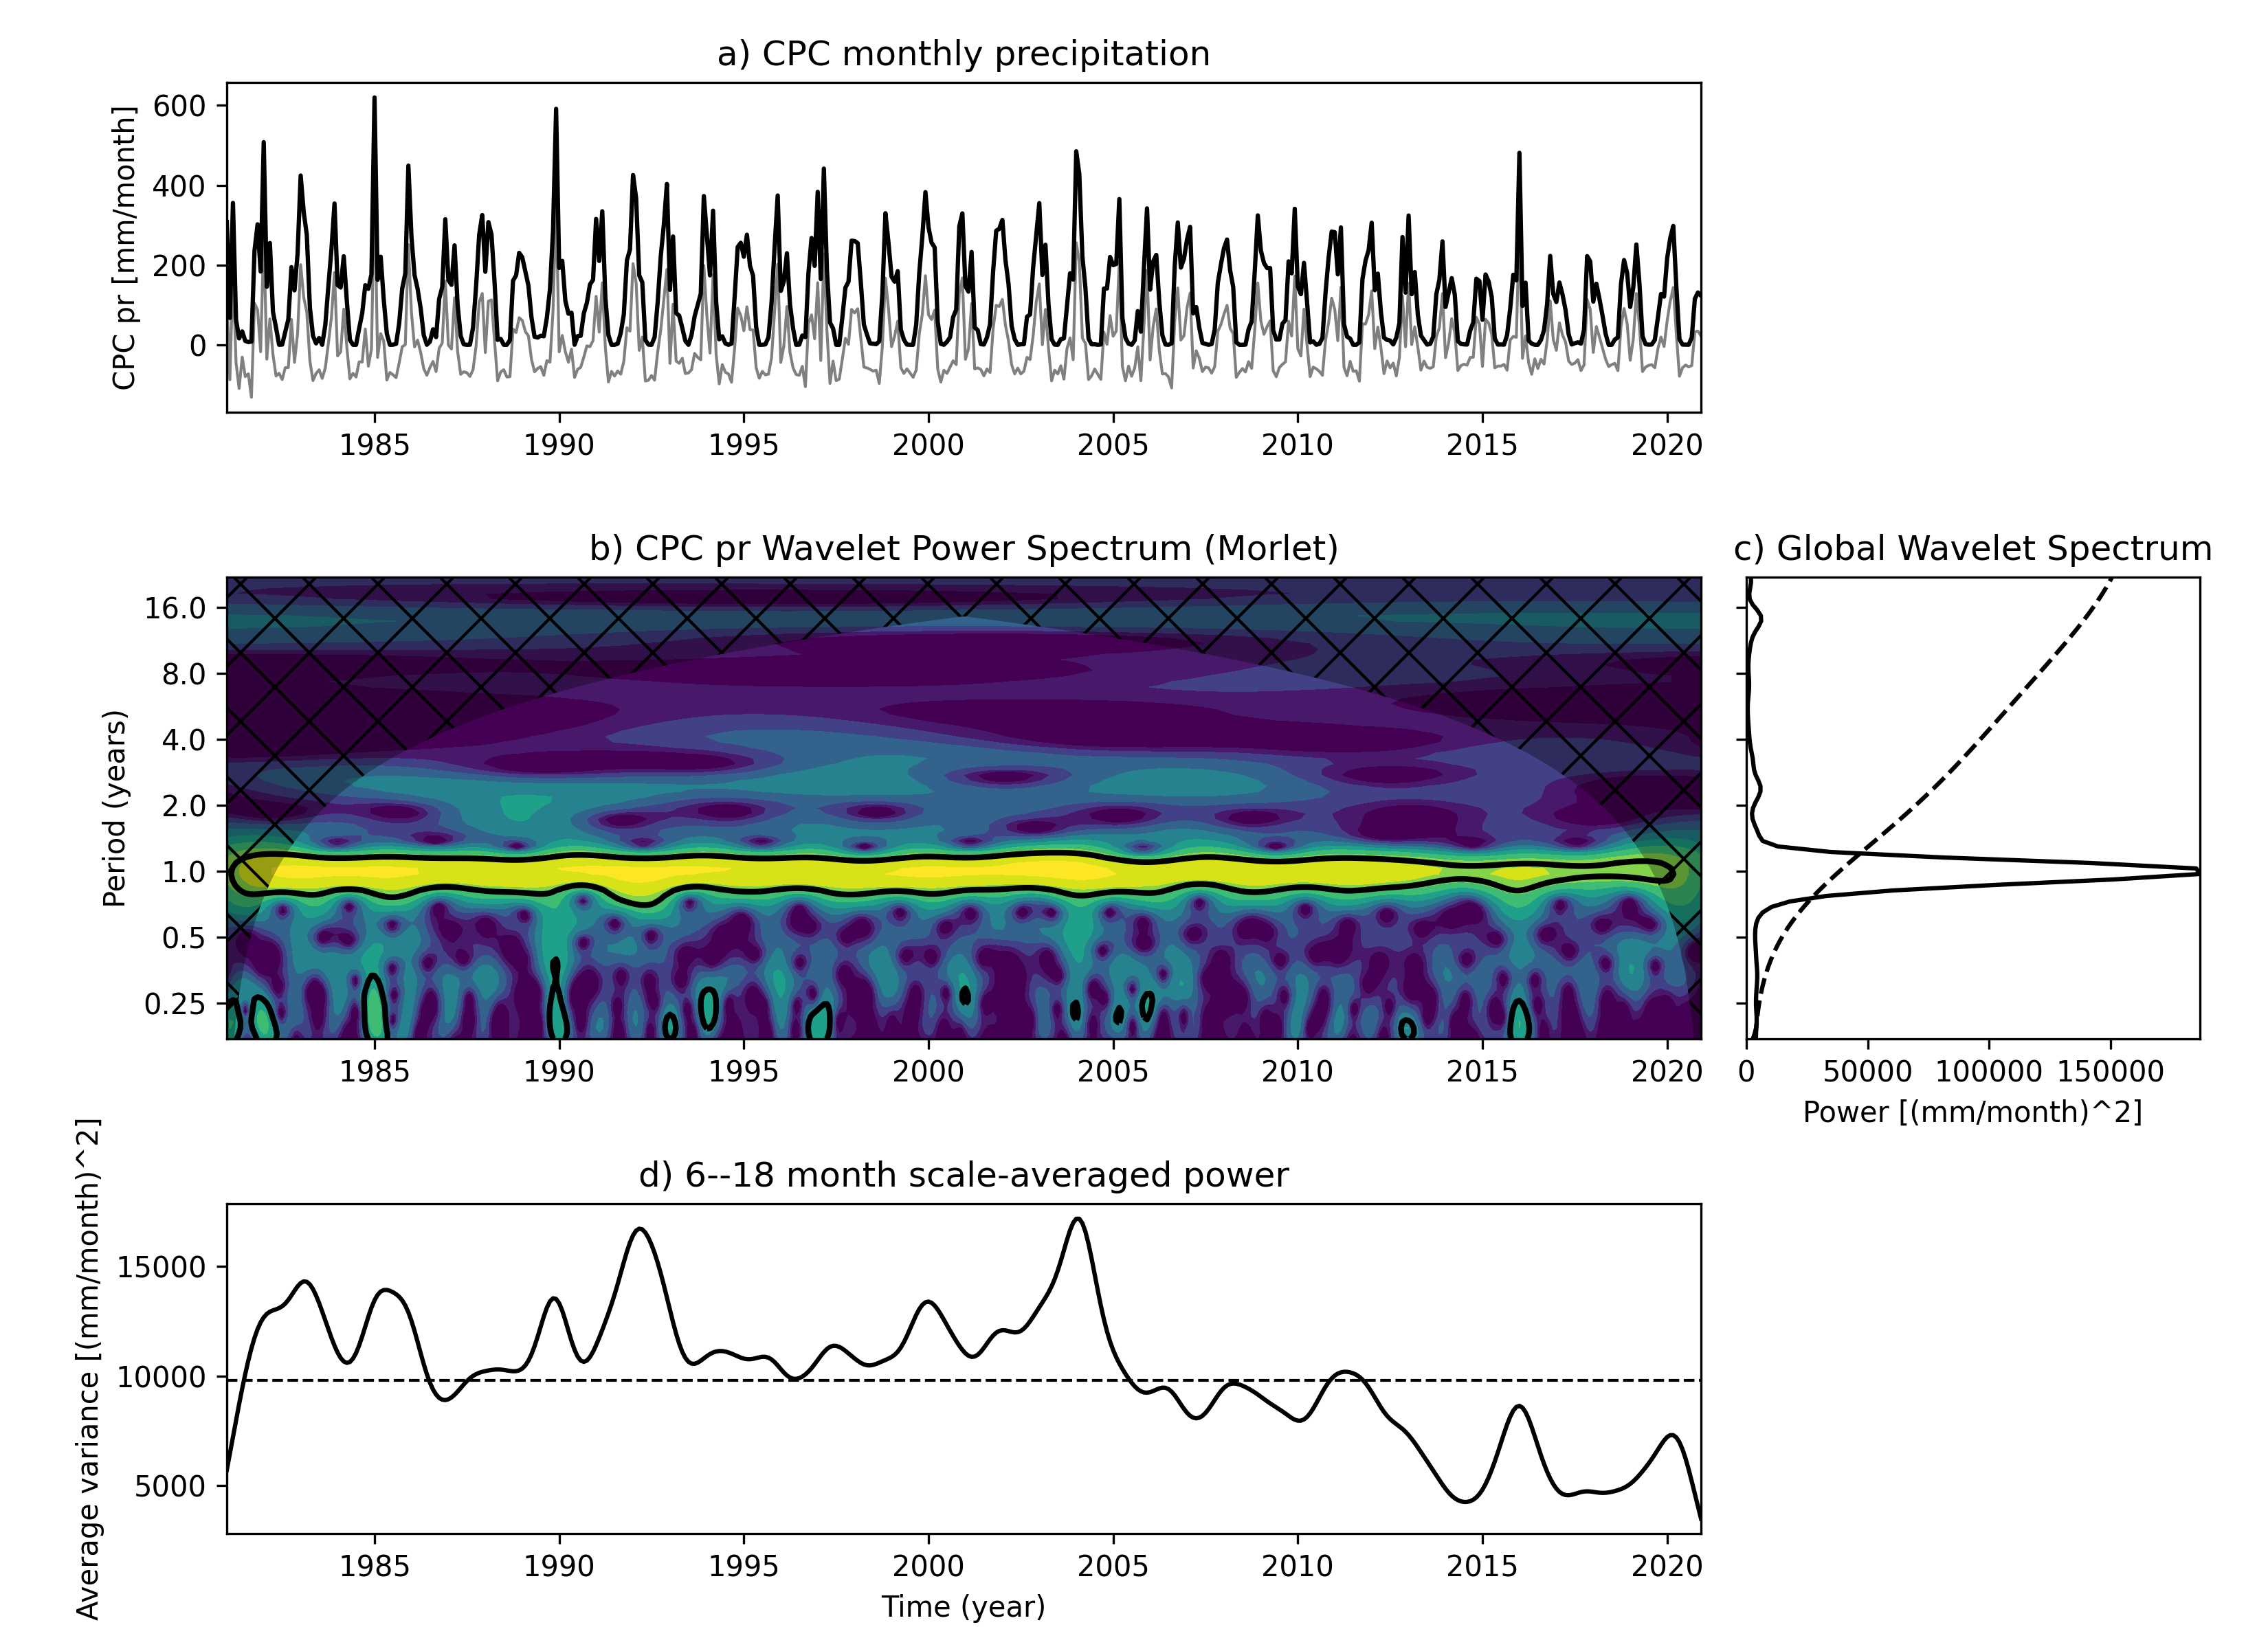 a) CPC monthly precipitation
CPC pr [mm/month]
600
400
200
0
1985 1990 1995 2000 2005 2010 2015 2020
b) CPC pr Wavelet Power Spectrum (Morlet)
Period (years)
16.0
8.0
4.0
2.0
1.0
0.5
0.25
1985 1990 1995 2000 2005 2010 2015 2020
c) Global Wavelet Spectrum
0 50000 100000 150000
Power [(mm/month)^2]
d) 6--18 month scale-averaged power
Average variance [(mm/month)^2]
15000
10000
5000
1985 1990 1995 2000 2005 2010 2015 2020
Time (year)